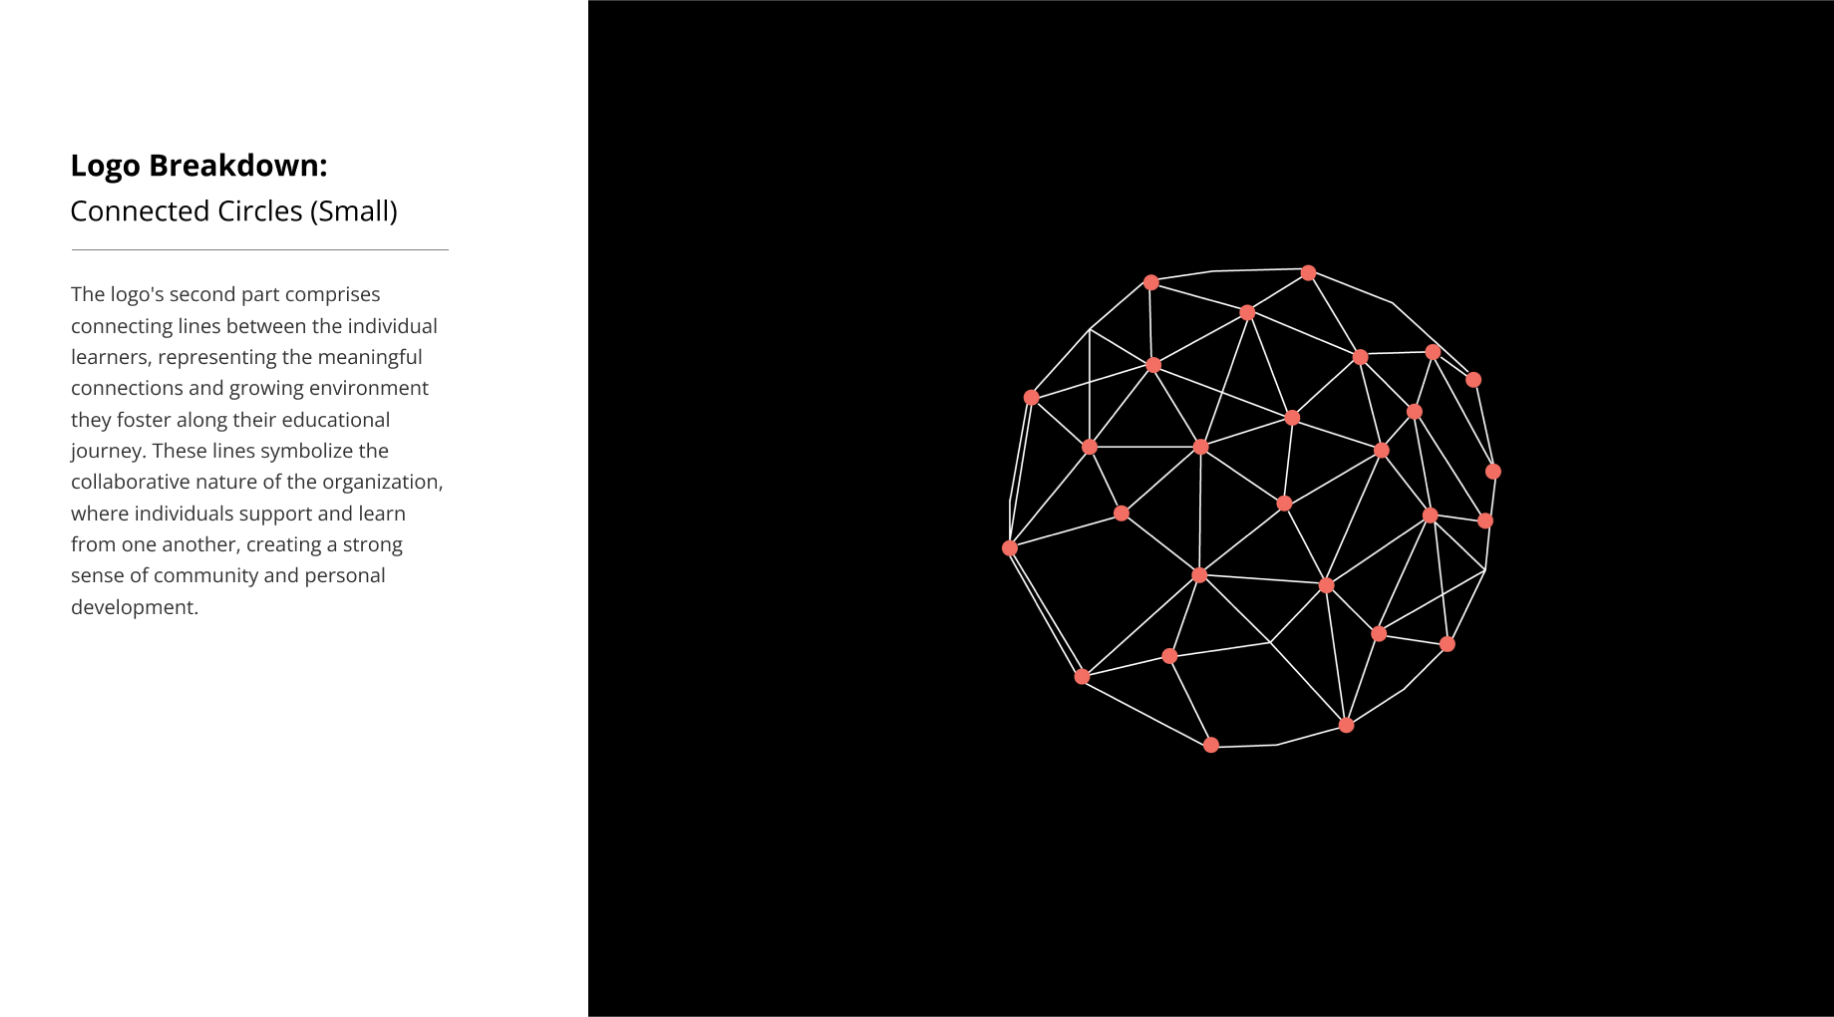 Logo Breakdown:
Connected Circles (Small)
The logo's second part comprises
connecting lines between the individual
learners, representing the meaningful
connections and growing environment
they foster along their educational
journey. These lines symbolize the
collaborative nature of the organization,
where individuals support and learn
from one another, creating a strong
sense of community and personal
development.